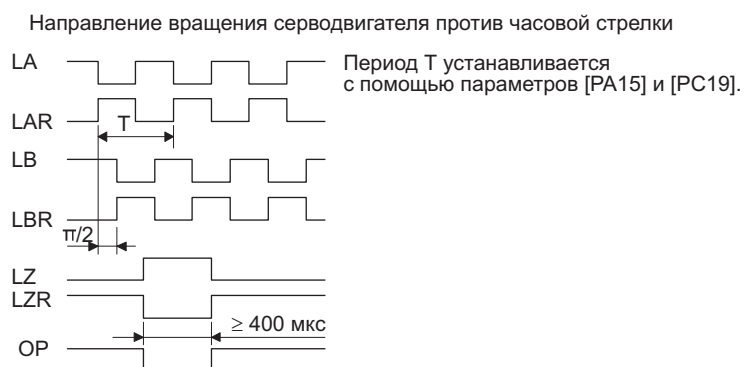 Направление вращения серводвигателя против часовой стрелки
LA
Период T устанавливается
с помощью параметров [PA15] и [PC19].
LAR
T
LB
LBR
π/2
LZ
LZR
≥ 400 мкс
OP